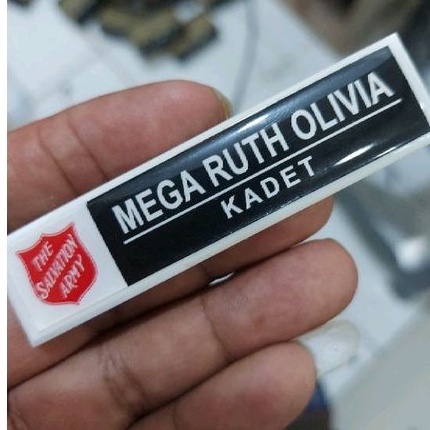 MEGA RUTH OLIVIA
KADET
THE
SALVATION
ARMY